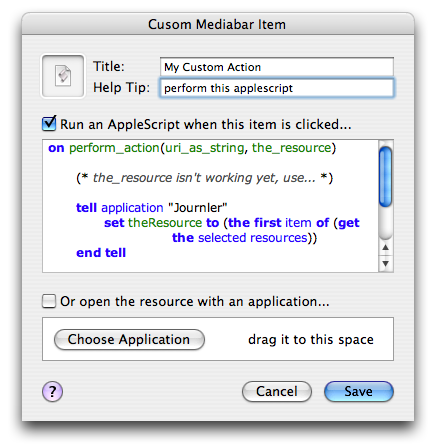 Cusom Mediabar Item
Title: My Custom Action
Help Tip: perform this applescript
Run an AppleScript when this item is clicked...
on perform_action(uri_as_string, the_resource)
(* the_resource isn't working yet, use... *)
tell application "Journler"
set theResource to (the first item of (get
the selected resources))
end tell
Or open the resource with an application...
Choose Application drag it to this space
? Cancel Save